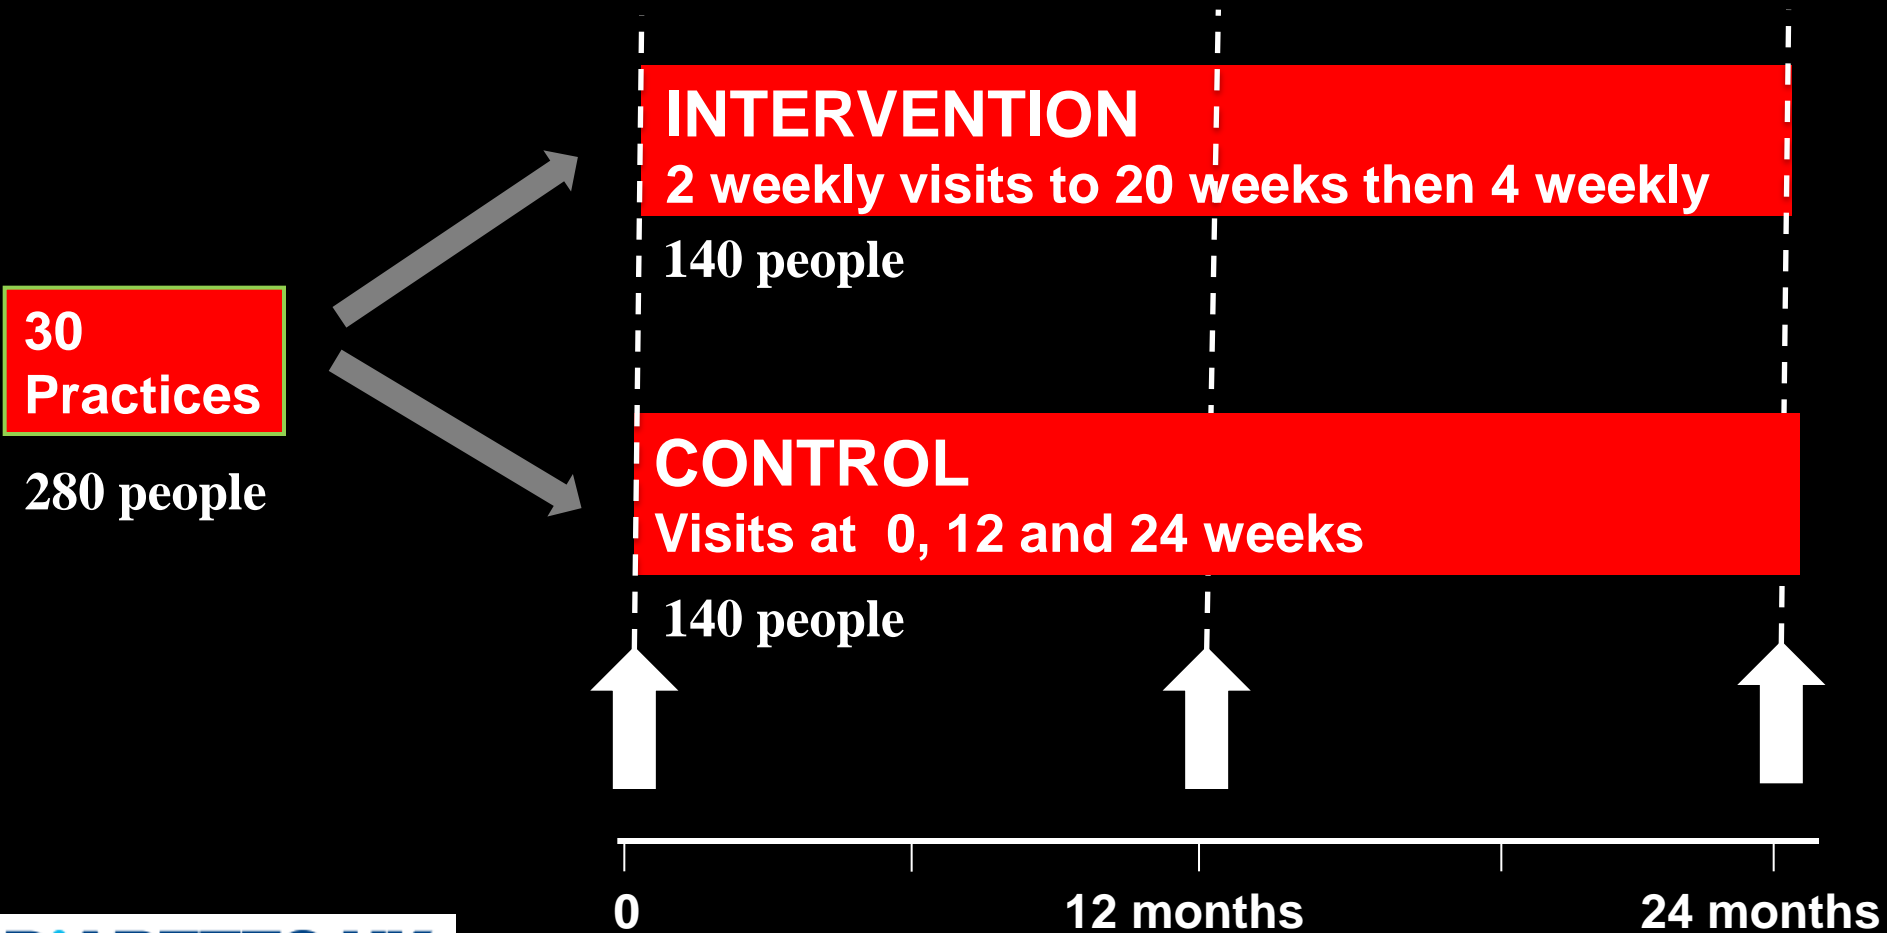 INTERVENTION
2 weekly visits to 20 weeks then 4 weekly
140 people
30
Practices
280 people
CONTROL
Visits at 0, 12 and 24 weeks
140 people
0
12 months
24 months